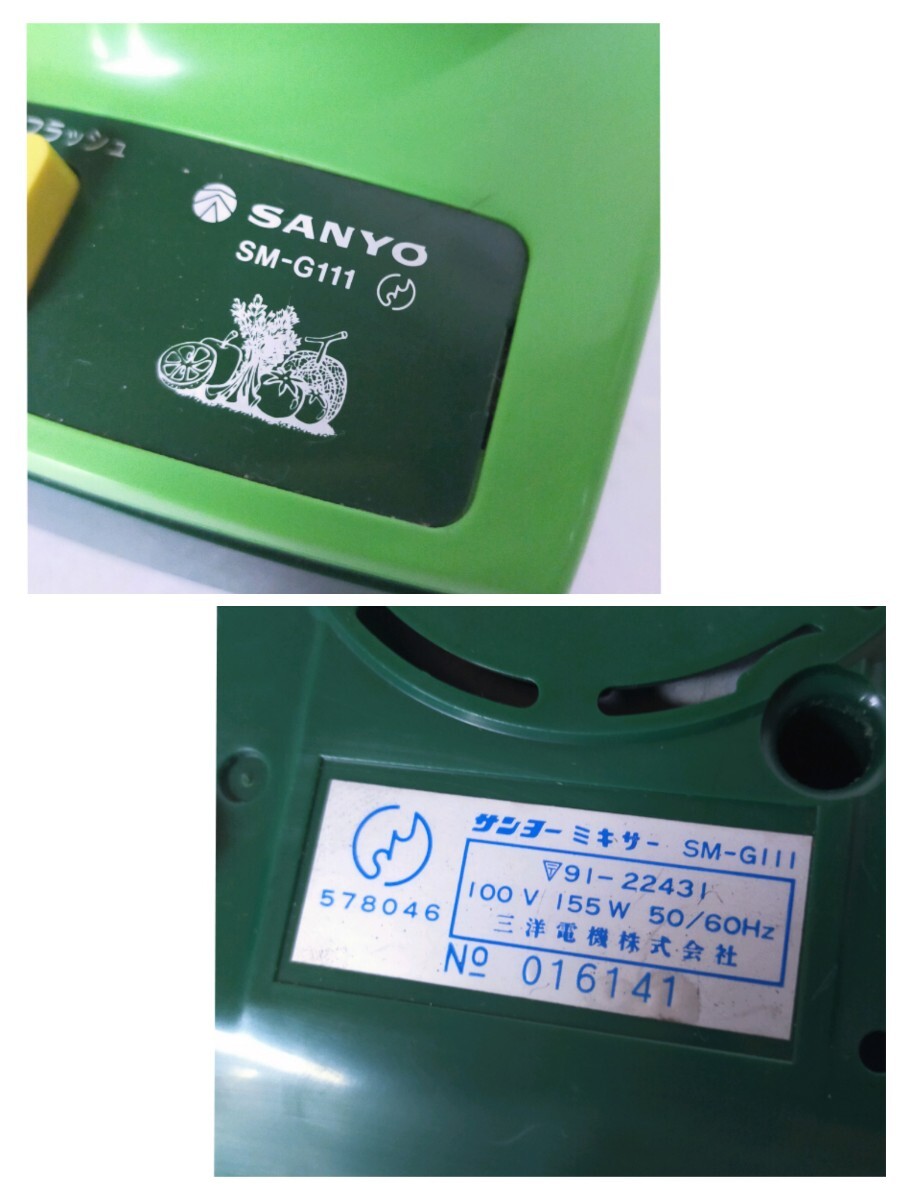 フラッシュ
SANYO
SM-G111
サンヨーミキサー SM-G111
578046
▽91-22431
100V 155W 50/60Hz
三洋電機株式会社
No 016141